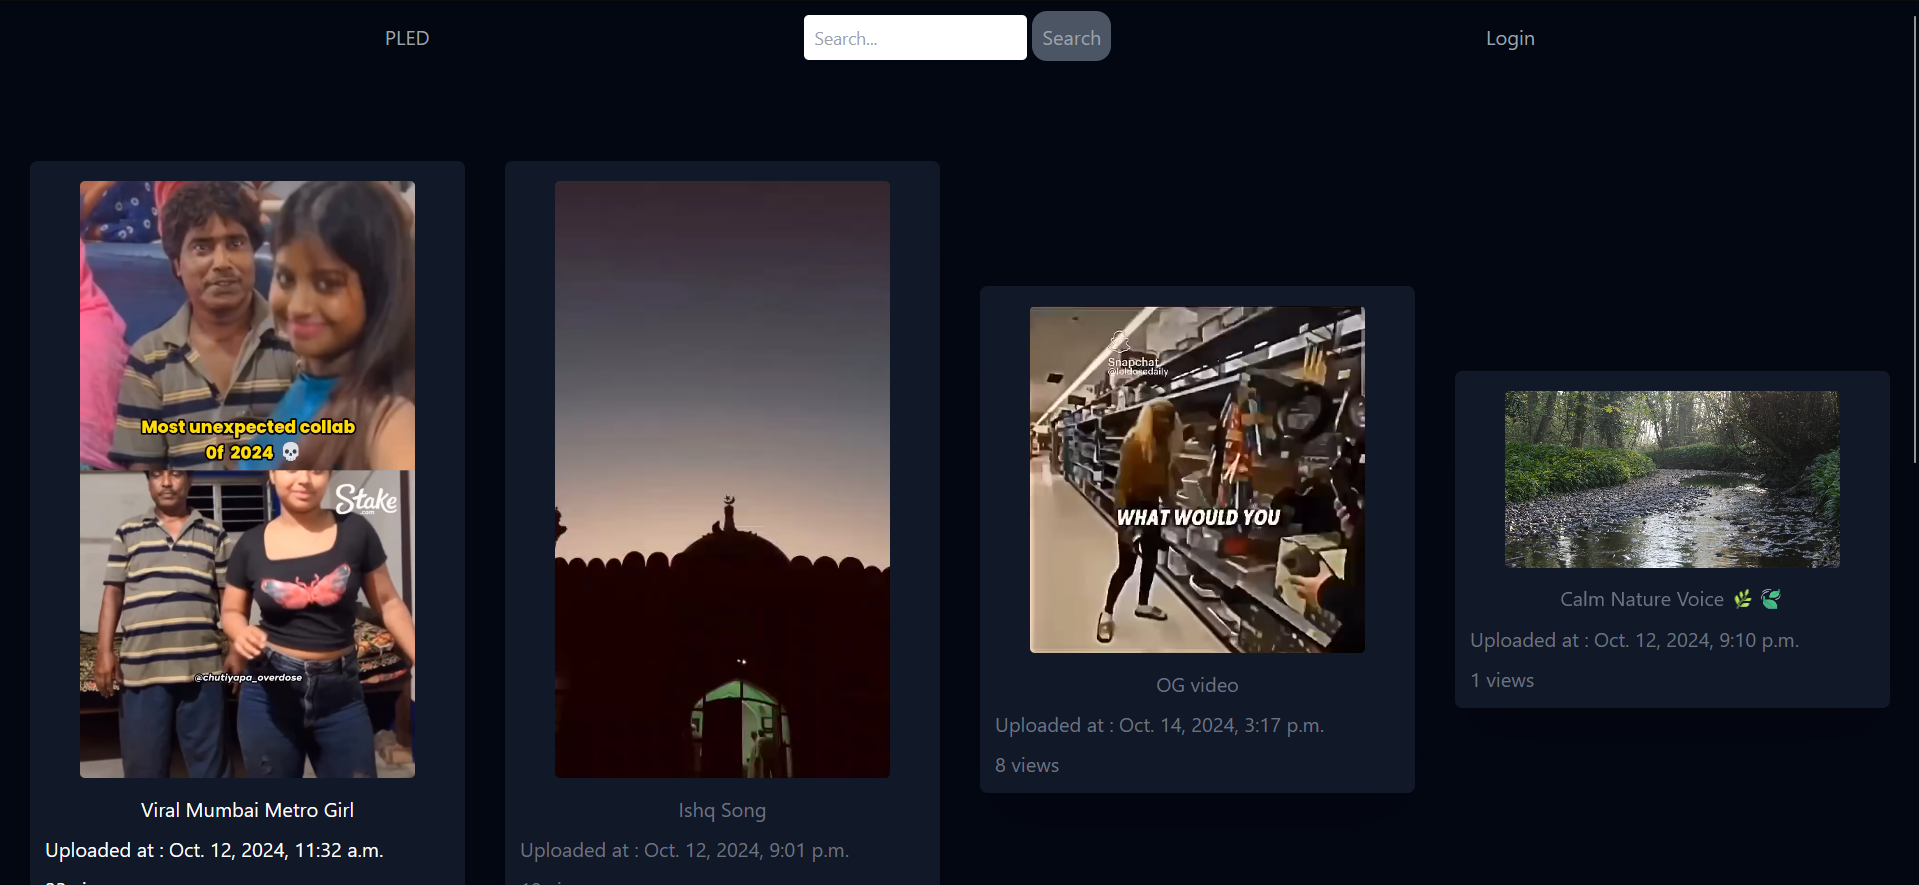 PLED
Search...
Search
Login
Most unexpected collab
Of 2024 💀
Stake
.com
@chutiyapa_overdose
Viral Mumbai Metro Girl
Uploaded at : Oct. 12, 2024, 11:32 a.m.
Ishq Song
Uploaded at : Oct. 12, 2024, 9:01 p.m.
Snapchat
WHAT WOULD YOU
OG video
Uploaded at : Oct. 14, 2024, 3:17 p.m.
8 views
Calm Nature Voice 🌿 🍃
Uploaded at : Oct. 12, 2024, 9:10 p.m.
1 views